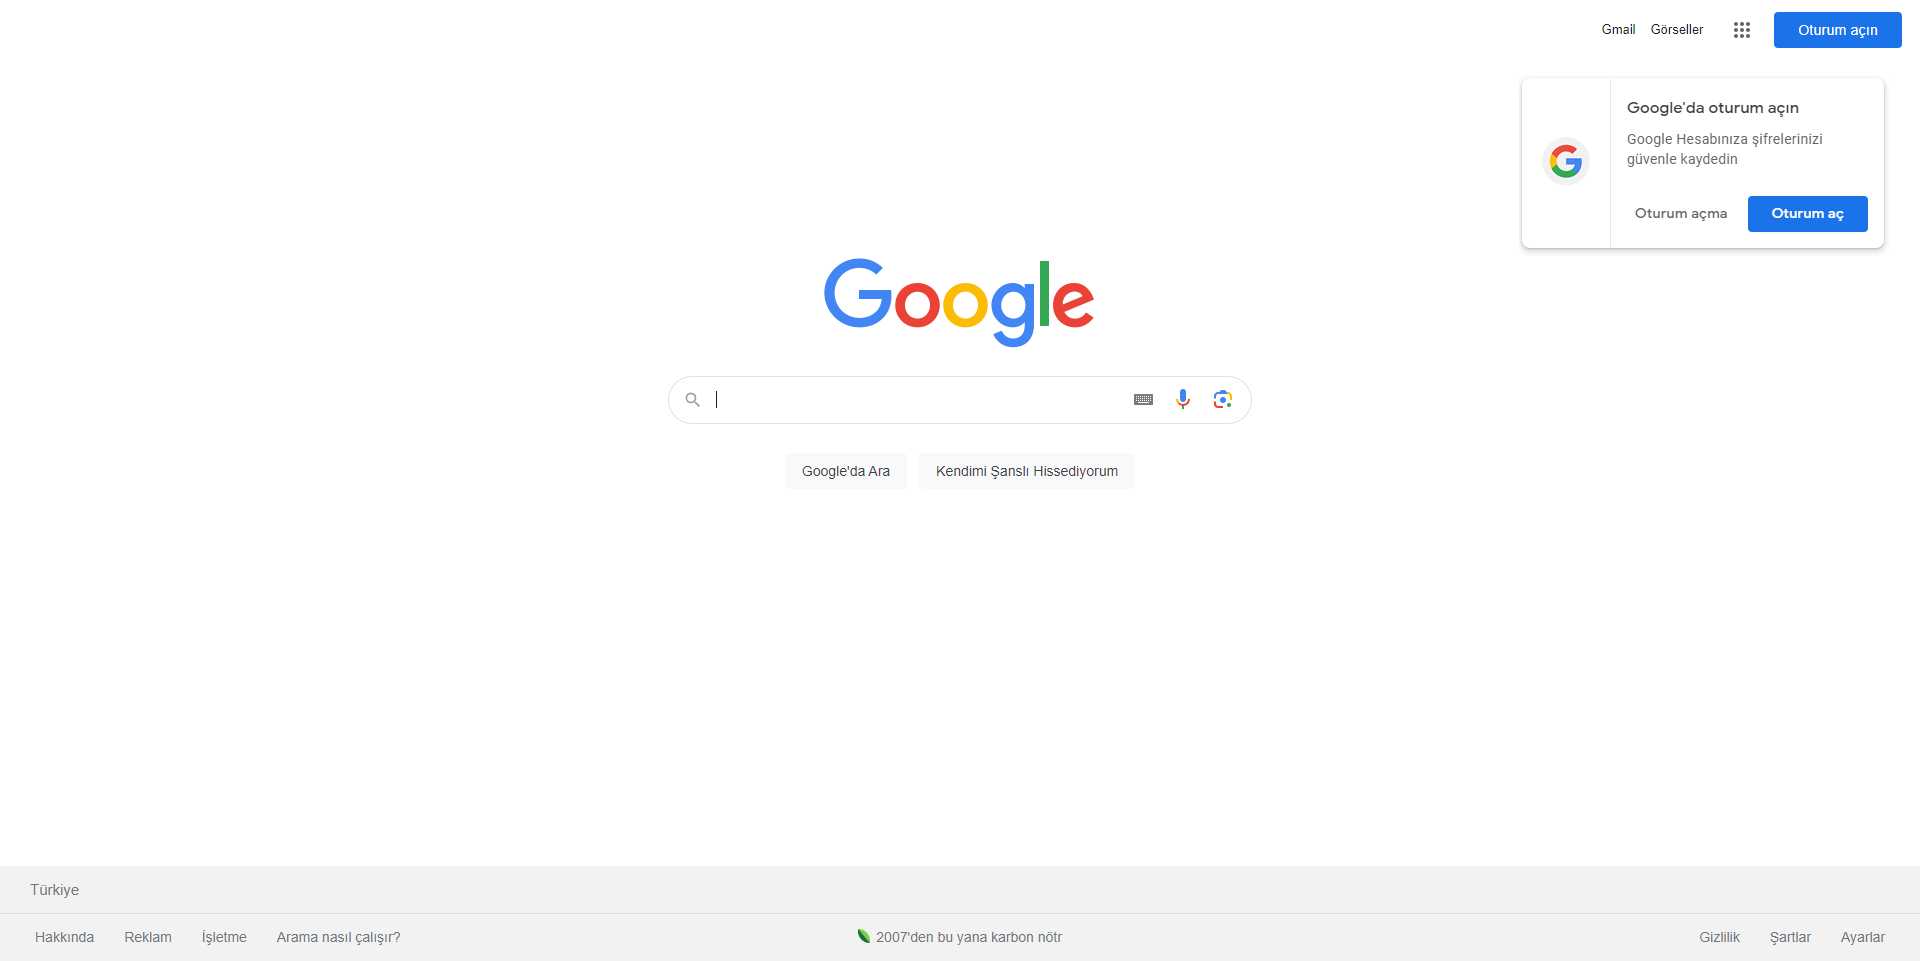 Gmail Görseller Oturum açın
Google'da oturum açın
Google Hesabınıza şifrelerinizi
güvenle kaydedin
Oturum açma Oturum aç
Google
Google'da Ara Kendimi Şanslı Hissediyorum
Türkiye
Hakkında Reklam İşletme Arama nasıl çalışır? 2007'den bu yana karbon nötr Gizlilik Şartlar Ayarlar